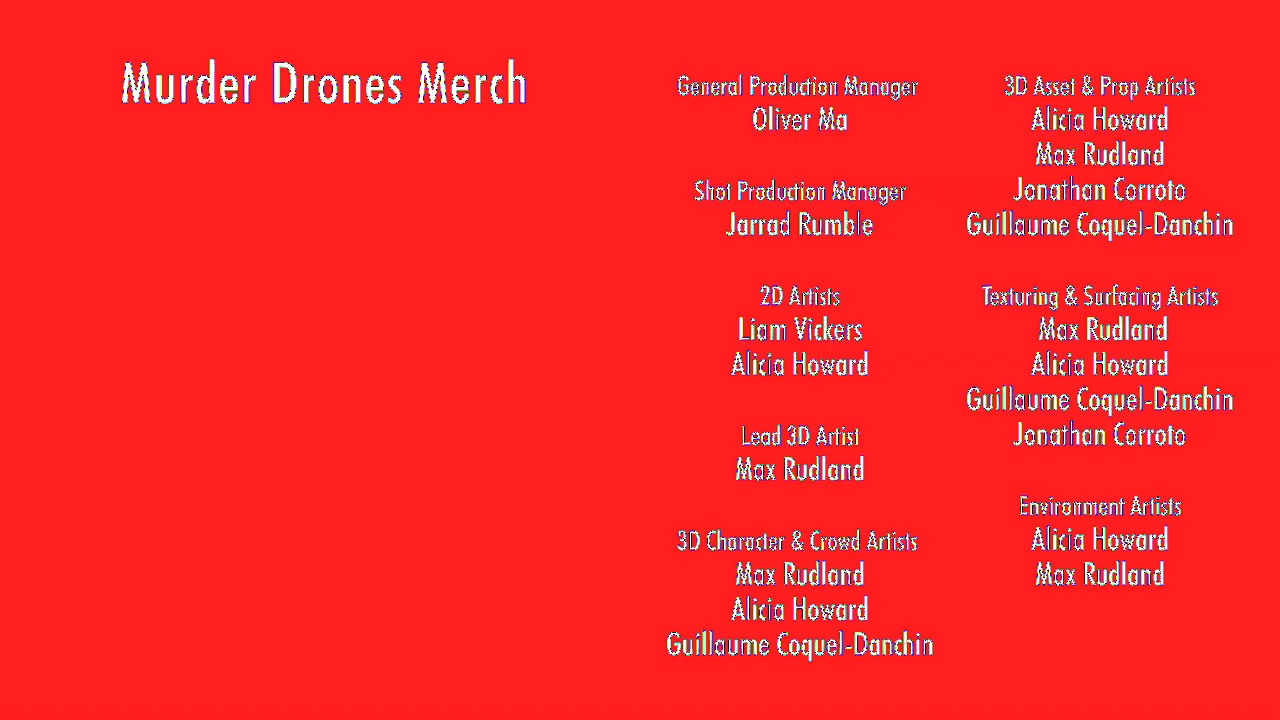 Murder Drones Merch
General Production Manager
Oliver Ma
Shot Production Manager
Jarrad Rumble
2D Artists
Liam Vickers
Alicia Howard
Lead 3D Artist
Max Rudland
3D Character & Crowd Artists
Max Rudland
Alicia Howard
Guillaume Coquel-Danchin
3D Asset & Prop Artists
Alicia Howard
Max Rudland
Jonathan Corroto
Guillaume Coquel-Danchin
Texturing & Surfacing Artists
Max Rudland
Alicia Howard
Guillaume Coquel-Danchin
Jonathan Corroto
Environment Artists
Alicia Howard
Max Rudland